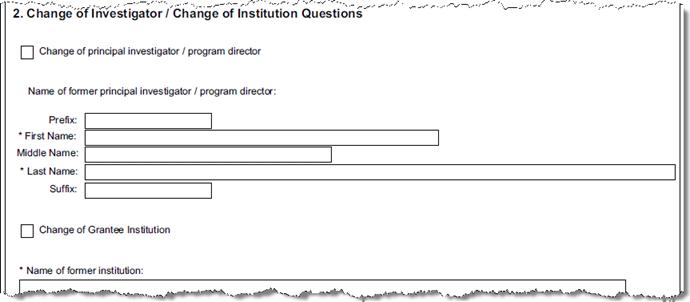 2. Change of Investigator / Change of Institution Questions
Change of principal investigator / program director
Name of former principal investigator / program director:
Prefix:
* First Name:
Middle Name:
* Last Name:
Suffix:
Change of Grantee Institution
* Name of former institution: